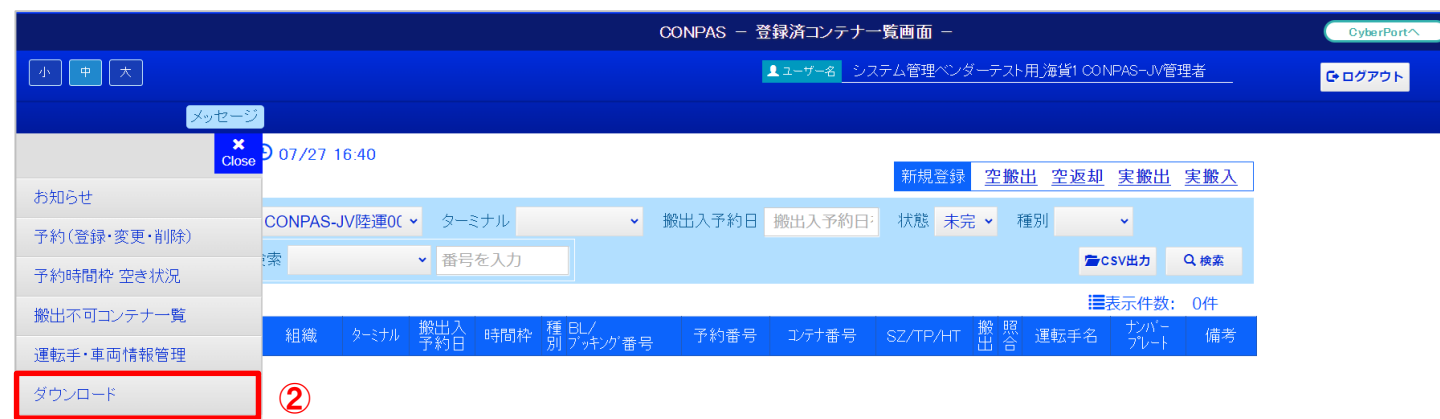 CONPAS － 登録済コンテナ一覧画面 －
CyberPortへ
小 中 大
ユーザー名 システム管理ベンダーテスト用_海貨1 CONPAS-JV管理者
ログアウト
メッセージ
Close
07/27 16:40
新規登録 空搬出 空返却 実搬出 実搬入
お知らせ
CONPAS-JV陸運0( ターミナル 搬出入予約日 搬出入予約日 状態 未完 種別
予約(登録・変更・削除)
索 番号を入力
CSV出力 検索
予約時間枠 空き状況
表示件数: 0件
搬出不可コンテナ一覧
組織 ターミナル 搬出入予約日 時間枠 種別 BL/ブッキング番号 予約番号 コンテナ番号 SZ/TP/HT 搬出 照合 運転手名 ナンバープレート 備考
運転手・車両情報管理
ダウンロード
②